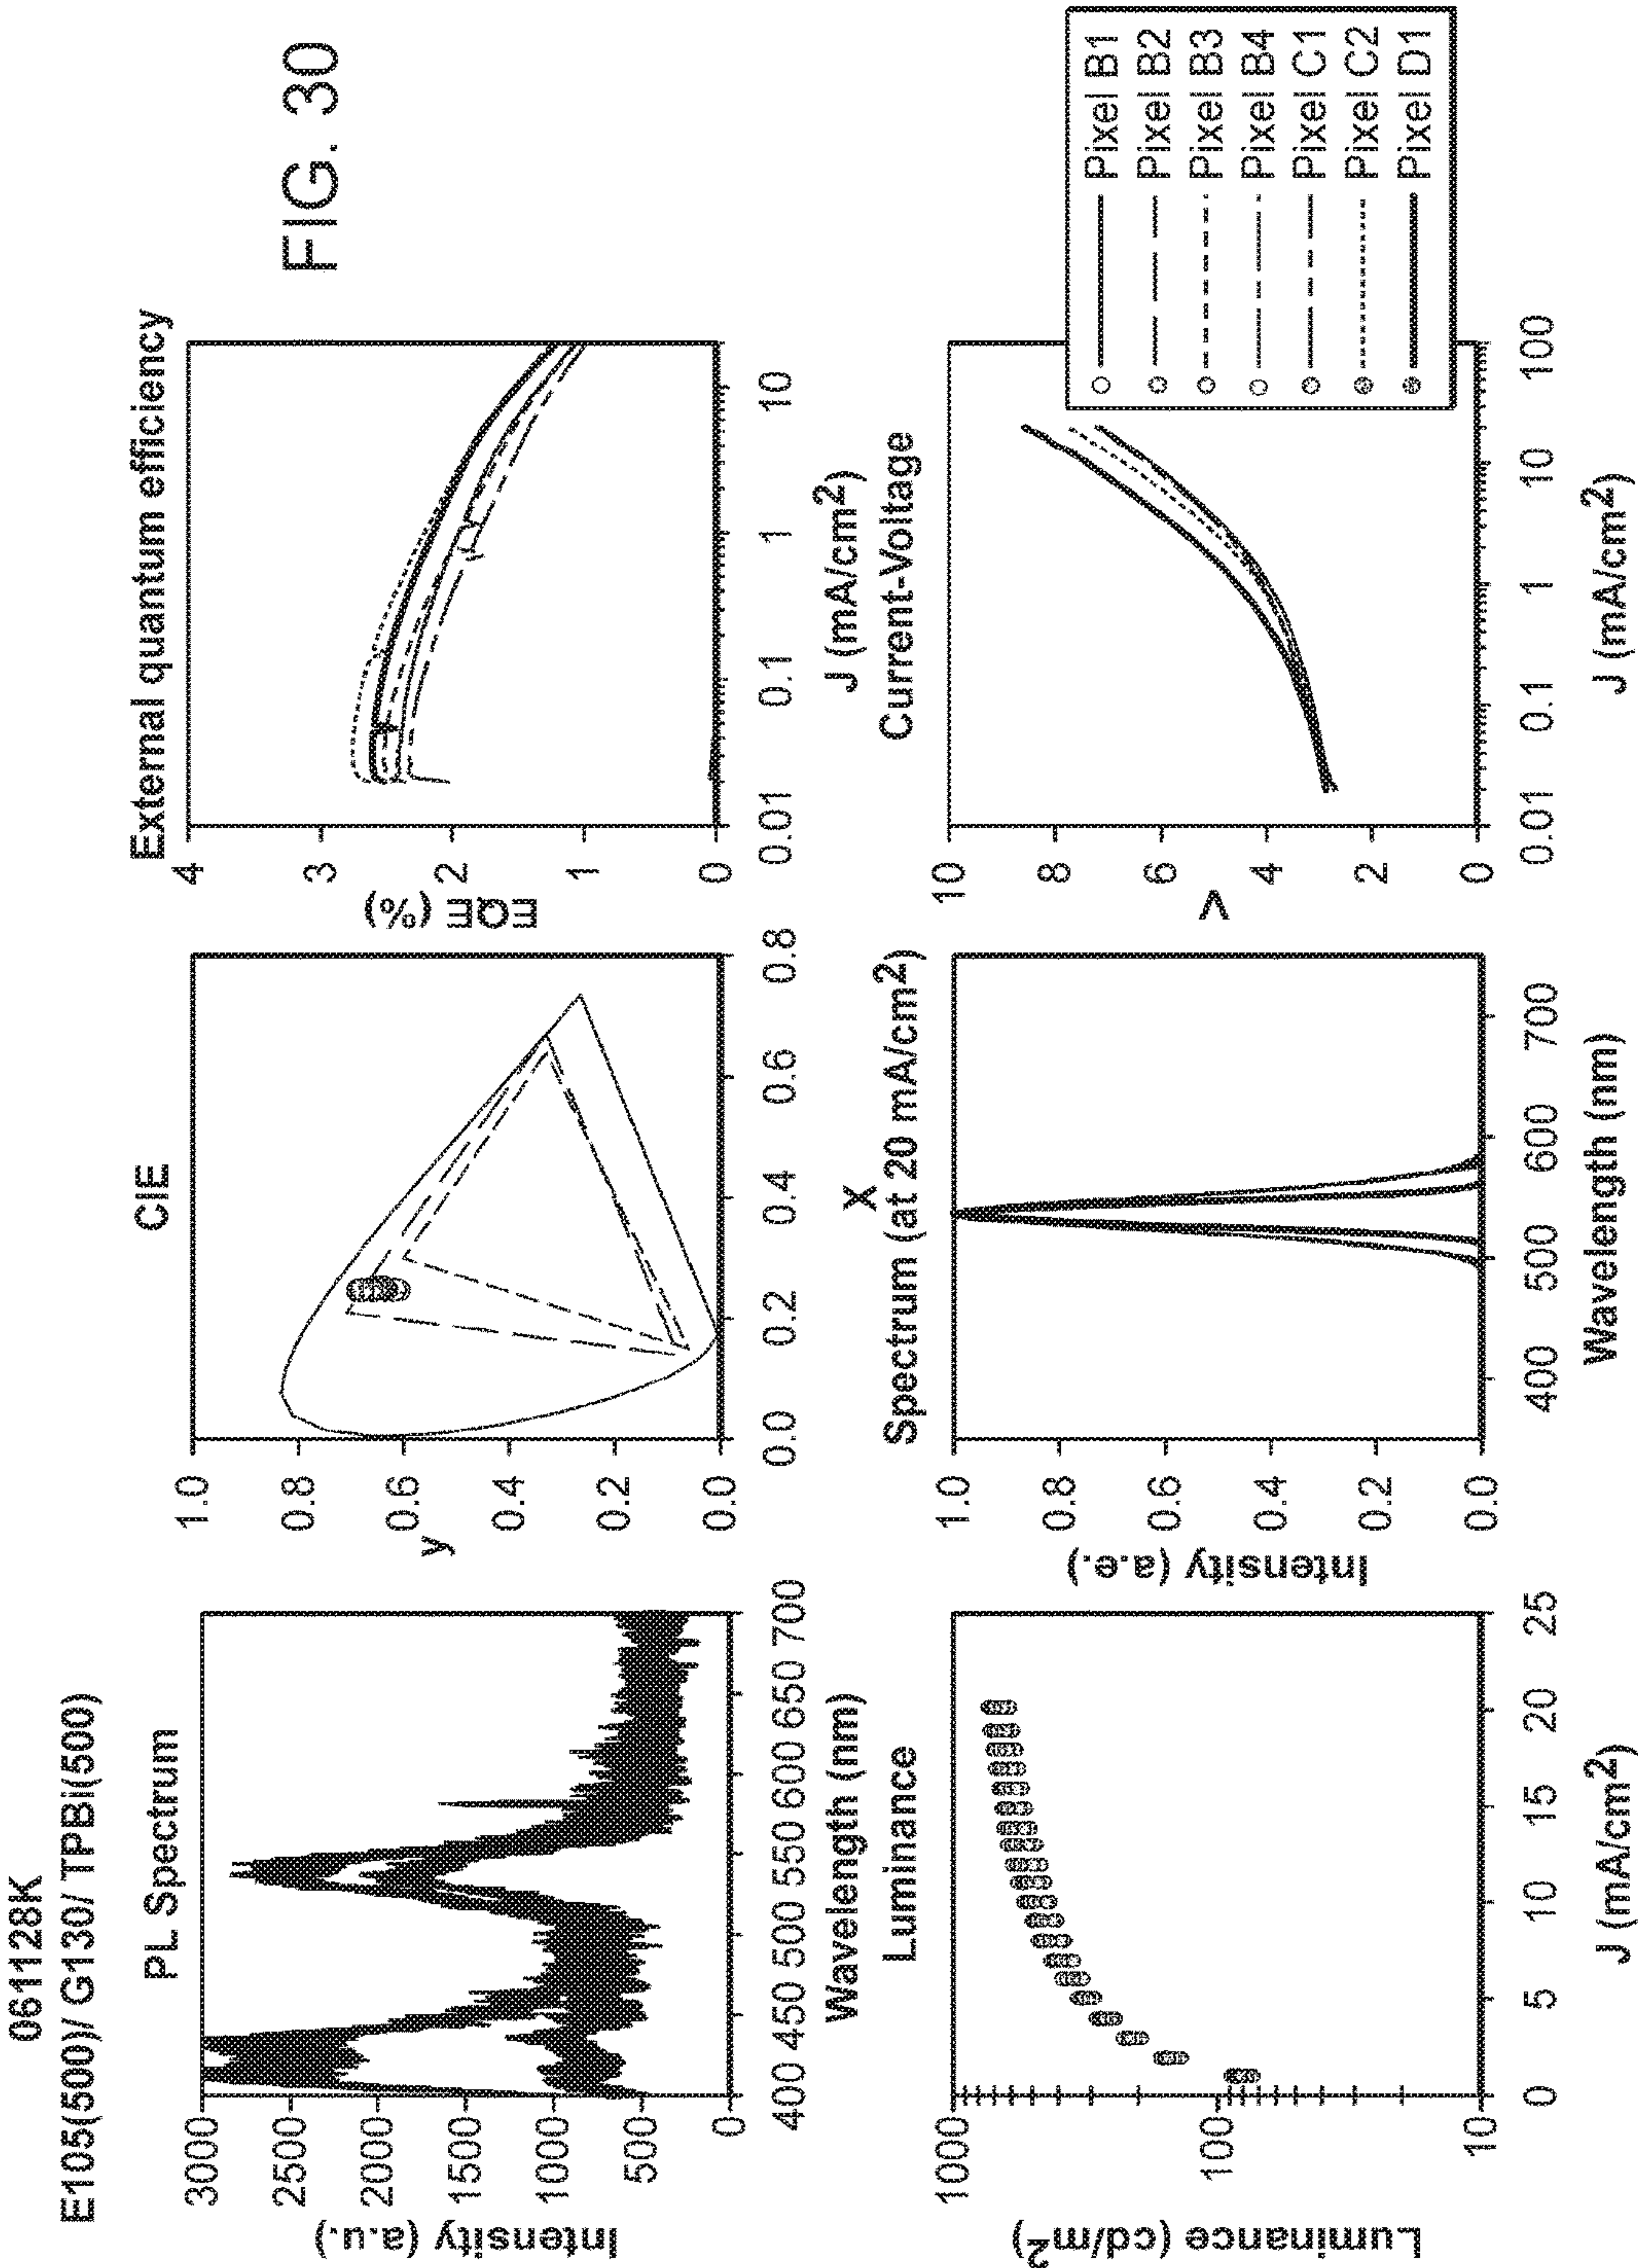 061128K
E105(500)/ G130/ TPBi(500)
FIG. 30
PL Spectrum
Intensity (a.u.)
3000
2500
2000
1500
1000
500
0
400 450 500 550 600 650 700
Wavelength (nm)
CIE
y
1.0
0.8
0.6
0.4
0.2
0.0
0.0 0.2 0.4 0.6 0.8
X
External quantum efficiency
EQE (%)
4
3
2
1
0
0.01 0.1 1 10
J (mA/cm2)
Luminance
Luminance (cd/m2)
1000
100
10
0 5 10 15 20 25
J (mA/cm2)
Spectrum (at 20 mA/cm2)
Intensity (a.e.)
1.0
0.8
0.6
0.4
0.2
0.0
400 500 600 700
Wavelength (nm)
Current-Voltage
V
10
8
6
4
2
0
0.01 0.1 1 10 100
J (mA/cm2)
Pixel B1
Pixel B2
Pixel B3
Pixel B4
Pixel C1
Pixel C2
Pixel D1